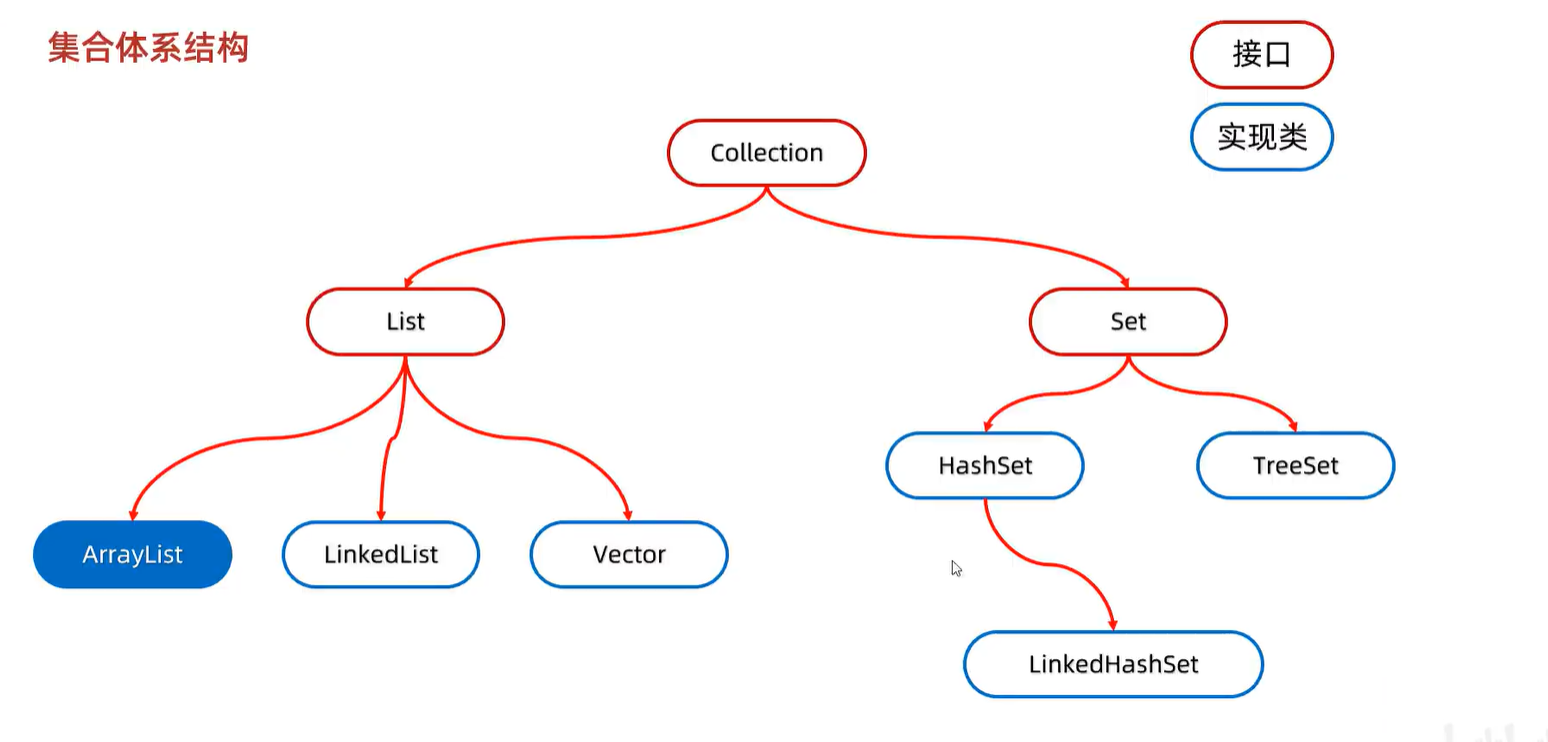 集合体系结构
接口
实现类
Collection
List
Set
HashSet
TreeSet
ArrayList
LinkedList
Vector
LinkedHashSet